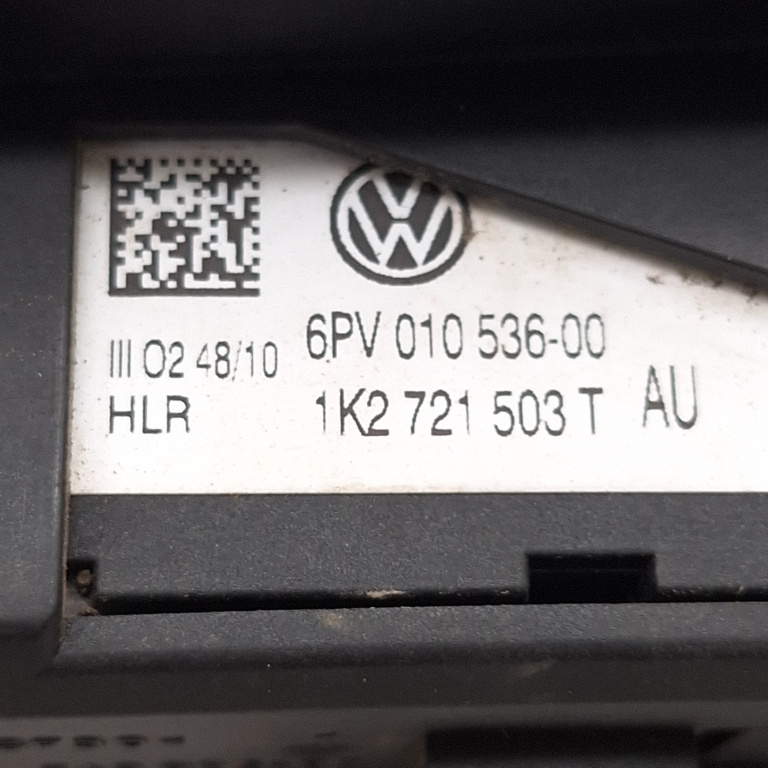 6PV 010 536-00
III O2 48/10
HLR 1K2 721 503 T AU